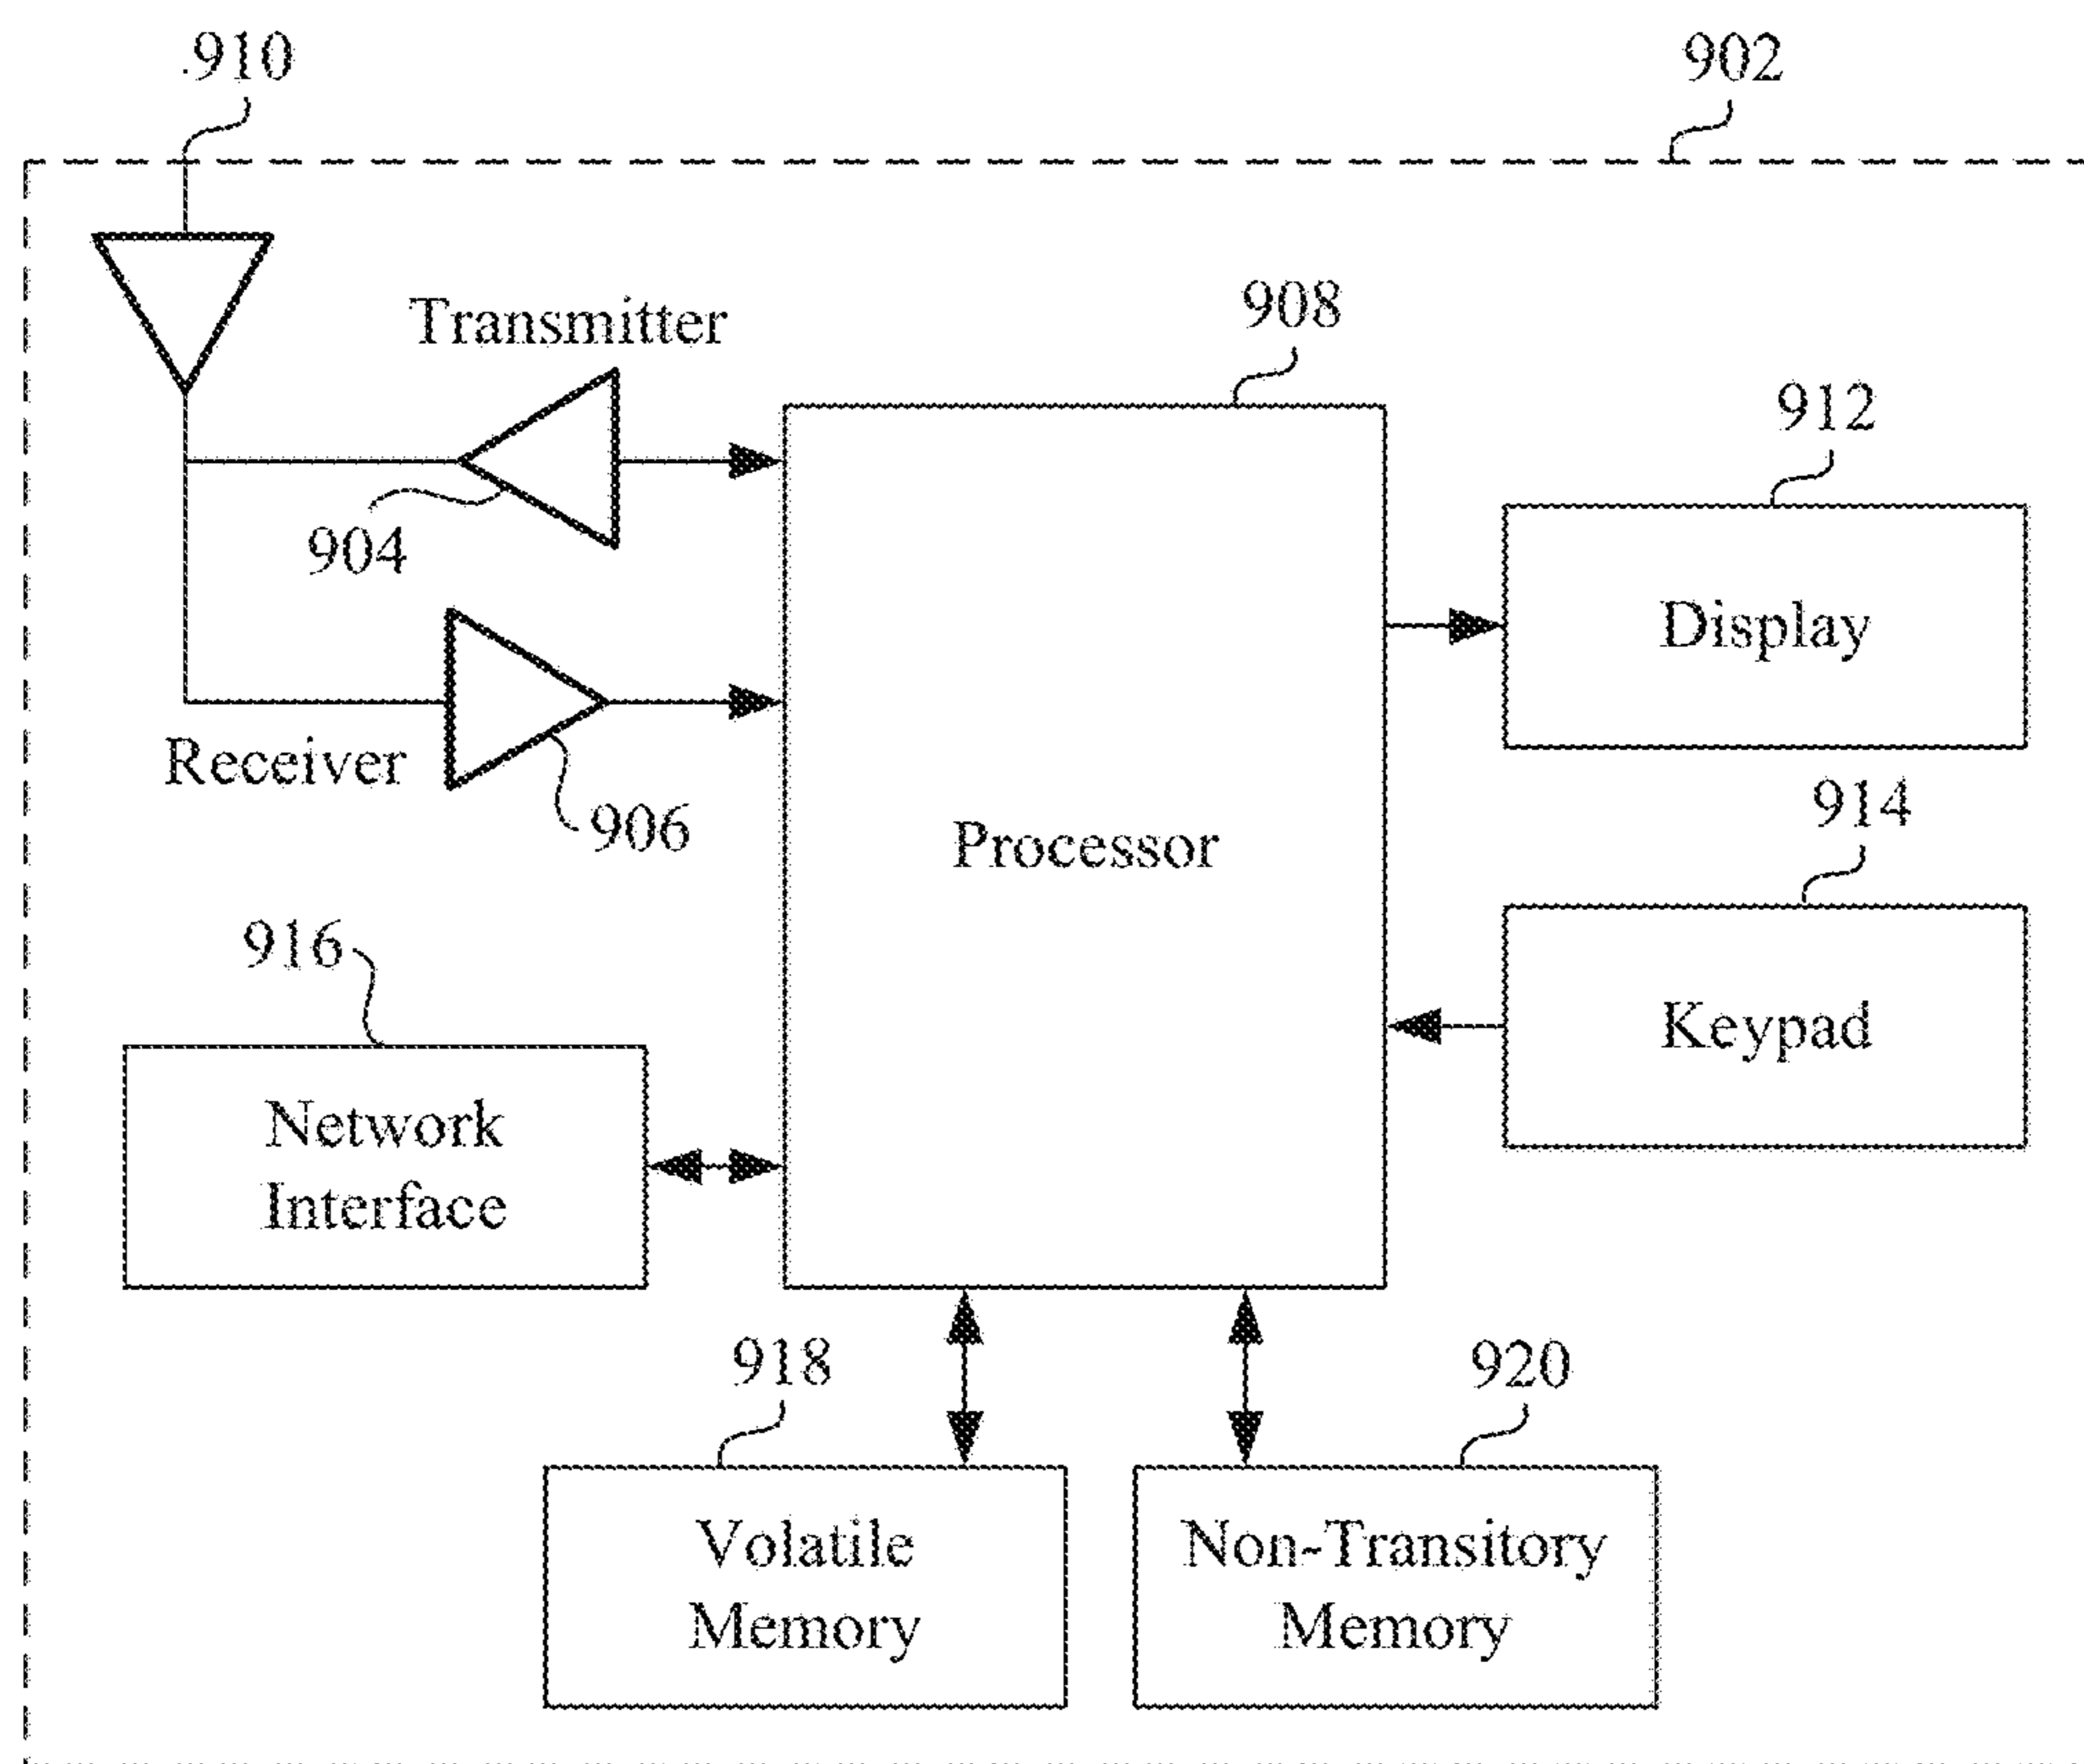 910
902
Transmitter
908
912
904
Display
Receiver
906
914
Processor
916
Keypad
Network
Interface
918
920
Volatile
Memory
Non-Transitory
Memory